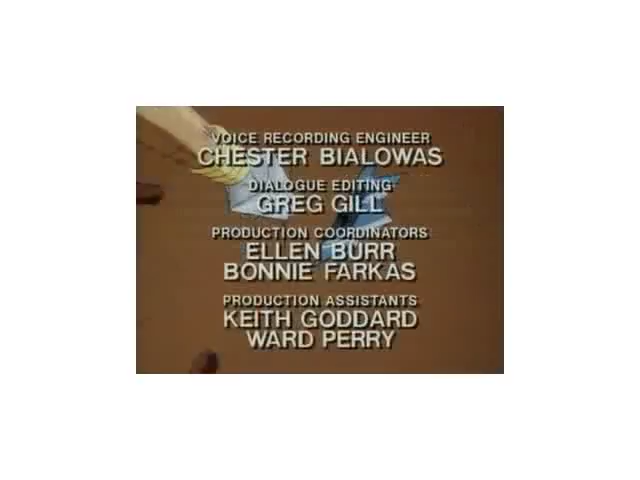 VOICE RECORDING ENGINEER
CHESTER BIALOWAS
DIALOGUE EDITING
GREG GILL
PRODUCTION COORDINATORS
ELLEN BURR
BONNIE FARKAS
PRODUCTION ASSISTANTS
KEITH GODDARD
WARD PERRY